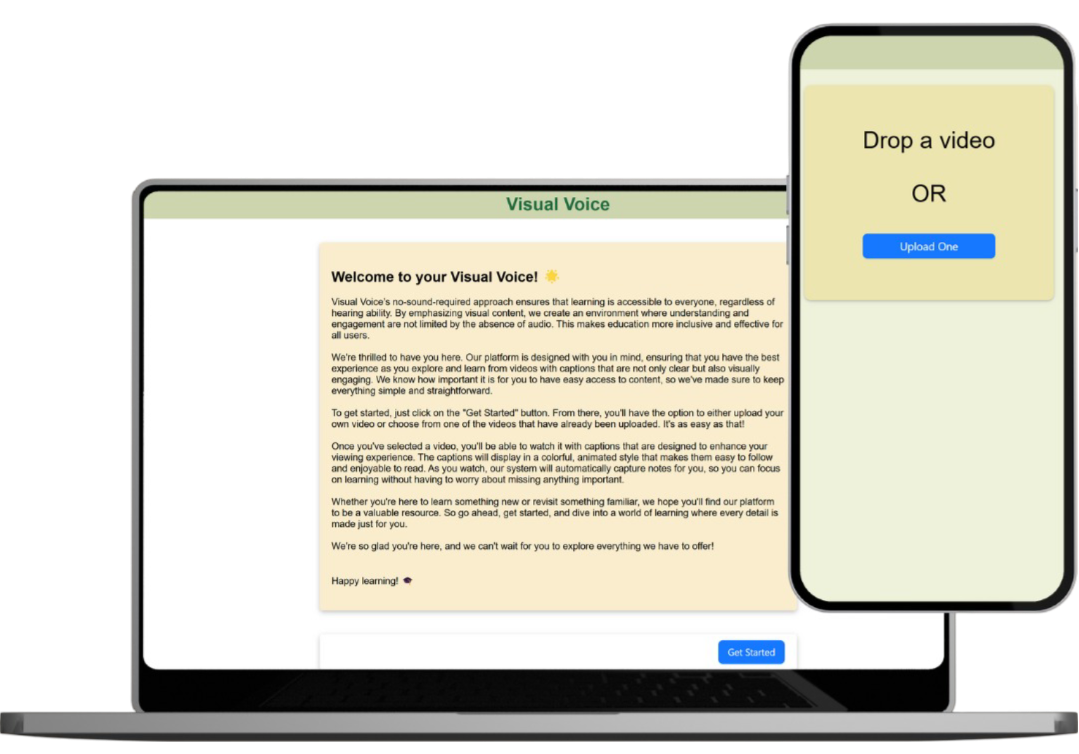 Visual Voice
Welcome to your Visual Voice! 🌟
Visual Voice's no-sound-required approach ensures that learning is accessible to everyone, regardless of
hearing ability. By emphasizing visual content, we create an environment where understanding and
engagement are not limited by the absence of audio. This makes education more inclusive and effective for
all users.
We're thrilled to have you here. Our platform is designed with you in mind, ensuring that you have the best
experience as you explore and learn from videos with captions that are not only clear but also visually
engaging. We know how important it is for you to have easy access to content, so we've made sure to keep
everything simple and straightforward.
To get started, just click on the "Get Started" button. From there, you'll have the option to either upload your
own video or choose from one of the videos that have already been uploaded. It's as easy as that!
Once you've selected a video, you'll be able to watch it with captions that are designed to enhance your
viewing experience. The captions will display in a colorful, animated style that makes them easy to follow
and enjoyable to read. As you watch, our system will automatically capture notes for you, so you can focus
on learning without having to worry about missing anything important.
Whether you're here to learn something new or revisit something familiar, we hope you'll find our platform
to be a valuable resource. So go ahead, get started, and dive into a world of learning where every detail is
made just for you.
We're so glad you're here, and we can't wait for you to explore everything we have to offer!
Happy learning! 🎓
Get Started
Drop a video
OR
Upload One